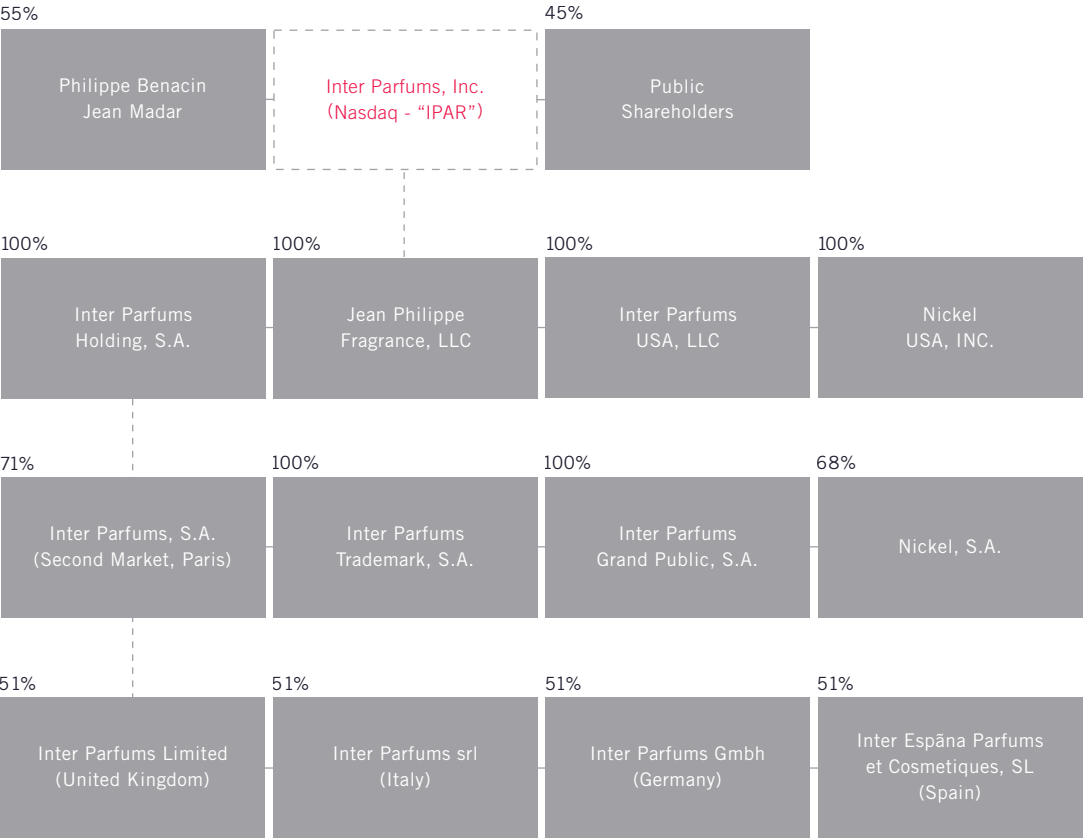 55%
45%
Philippe Benacin
Jean Madar
Inter Parfums, Inc.
(Nasdaq - “IPAR”)
Public
Shareholders
100%
100%
100%
100%
Inter Parfums
Holding, S.A.
Jean Philippe
Fragrance, LLC
Inter Parfums
USA, LLC
Nickel
USA, INC.
71%
100%
100%
68%
Inter Parfums, S.A.
(Second Market, Paris)
Inter Parfums
Trademark, S.A.
Inter Parfums
Grand Public, S.A.
Nickel, S.A.
51%
51%
51%
51%
Inter Parfums Limited
(United Kingdom)
Inter Parfums srl
(Italy)
Inter Parfums Gmbh
(Germany)
Inter Espãna Parfums
et Cosmetiques, SL
(Spain)